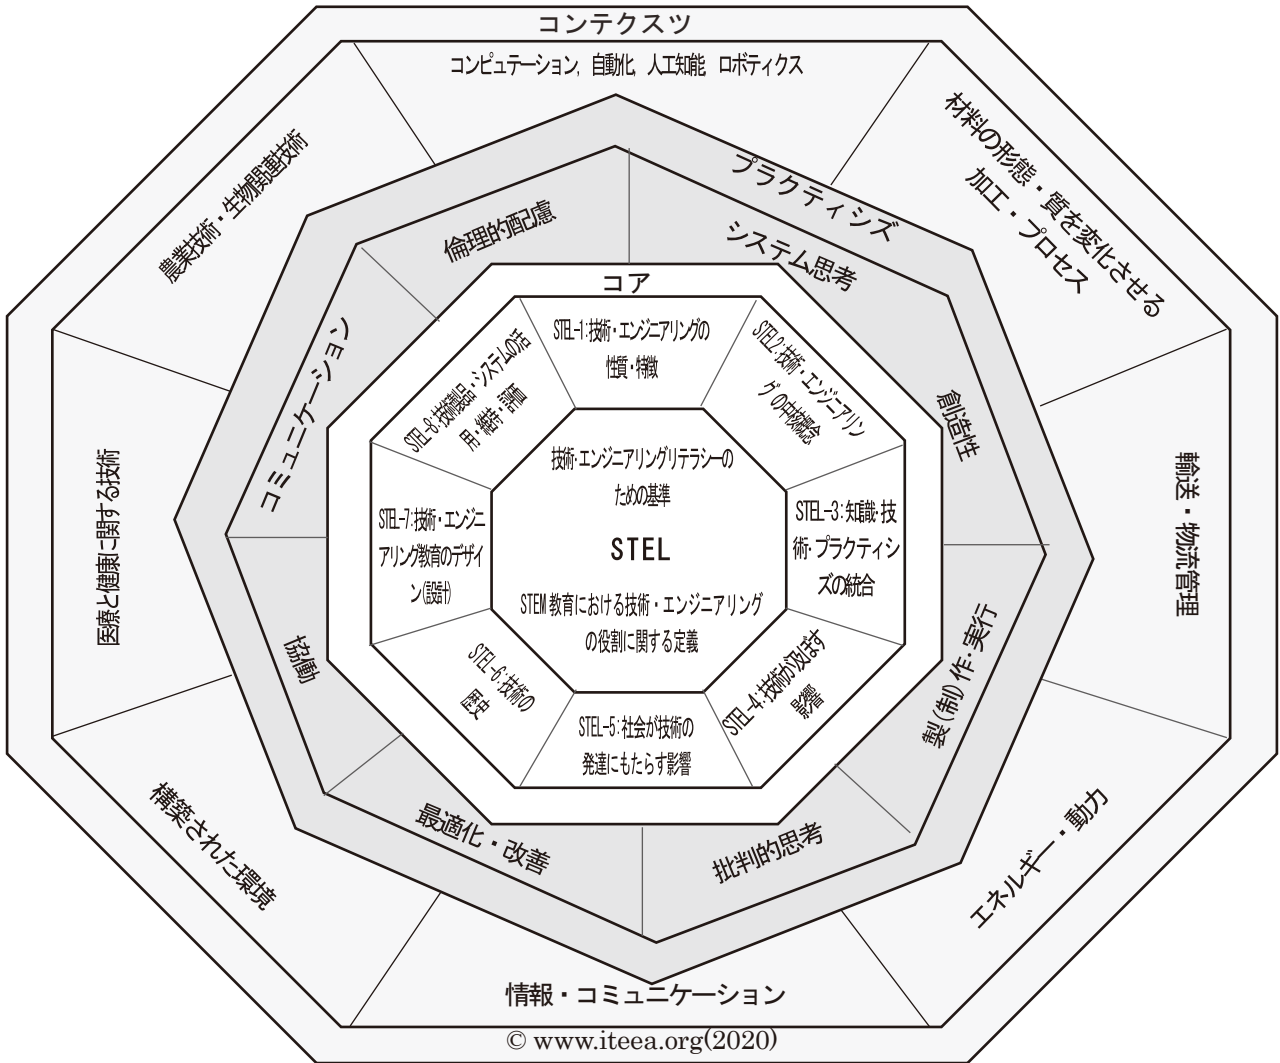 コンテクスツ
コンピュテーション, 自動化, 人工知能 ロボティクス
材料の形態・質を変化させる
加工・プロセス
輸送・物流管理
エネルギー・動力
情報・コミュニケーション
構築された環境
医療と健康に関する技術
農業技術・生物関連技術
プラクティシズ
システム思考
創造性
製(制)作・実行
批判的思考
最適化・改善
協働
コミュニケーション
倫理的配慮
コア
STEL-1:技術・エンジニアリングの
性質・特徴
STEL2:技術・エンジニアリン
グの中核概念
STEL-3:知識・技
術・プラクティシ
ズの統合
STEL-4:技術が及ぼす
影響
STEL-5:社会が技術の
発達にもたらす影響
STEL-6:技術の
歴史
STEL-7:技術・エンジニ
アリング教育のデザイ
ン(設計)
STEL-8:技術製品・システムの活
用・維持・評価
技術・エンジニアリングリテラシーの
ための基準
STEL
STEM教育における技術・エンジニアリング
の役割に関する定義
© www.iteea.org(2020)